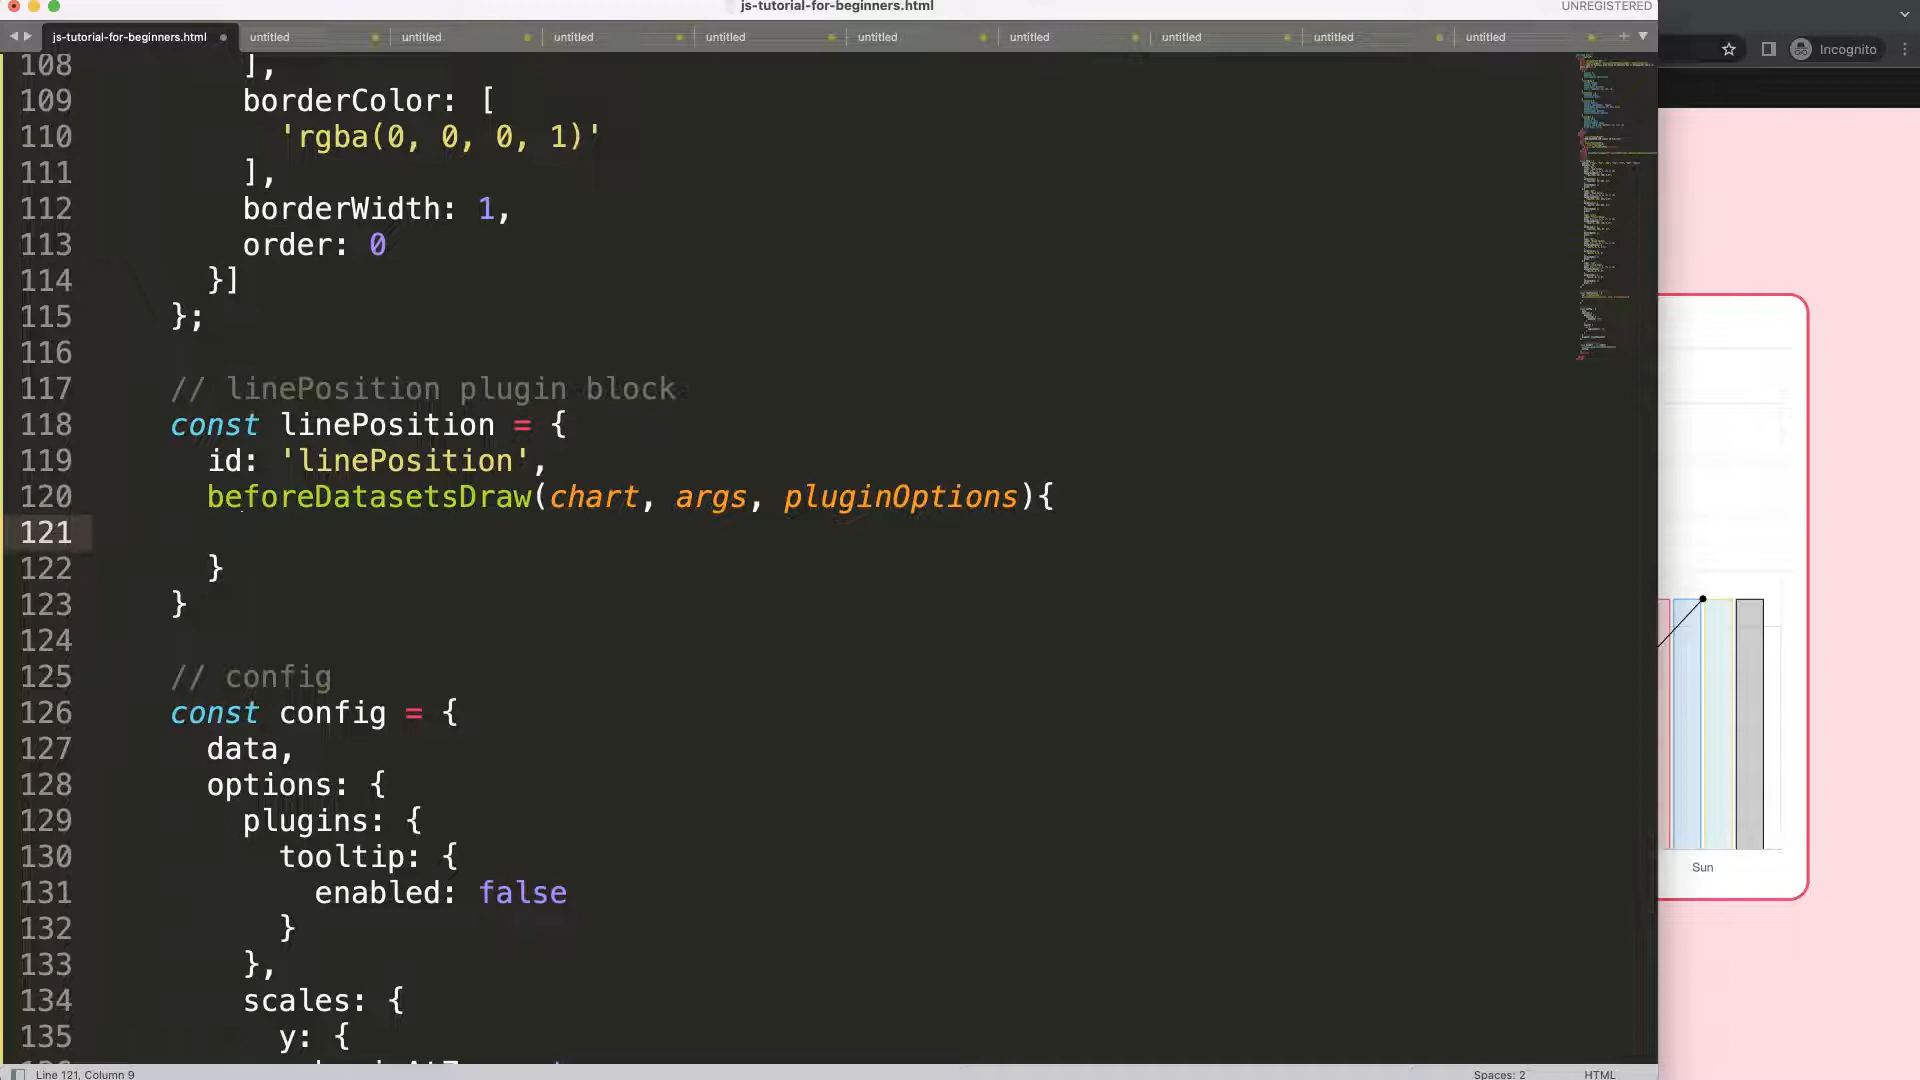 js-tutorial-for-beginners.html
UNREGISTERED
js-tutorial-for-beginners.html untitled untitled untitled untitled untitled untitled untitled untitled untitled
Incognito
108 ],
109 borderColor: [
110 'rgba(0, 0, 0, 1)'
111 ],
112 borderWidth: 1,
113 order: 0
114 }]
115 };
116
117 // linePosition plugin block
118 const linePosition = {
119 id: 'linePosition',
120 beforeDatasetsDraw(chart, args, pluginOptions){
121
122 }
123 }
124
125 // config
126 const config = {
127 data,
128 options: {
129 plugins: {
130 tooltip: {
131 enabled: false
132 }
133 },
134 scales: {
135 y: {
Sun
Line 121, Column 9
Spaces: 2
HTML